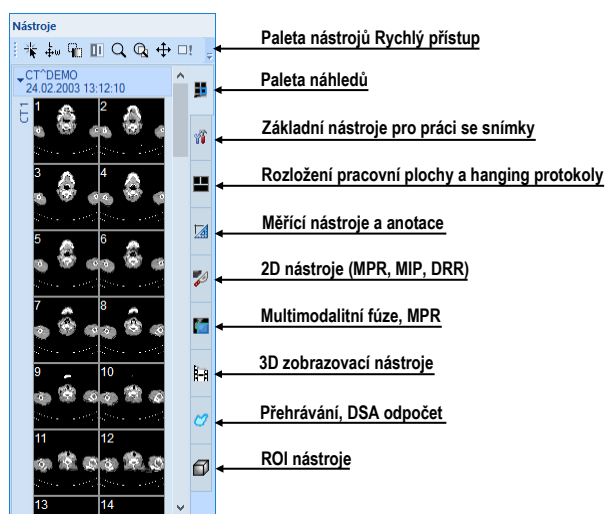 Nástroje
Paleta nástrojů Rychlý přístup
CT^DEMO
24.02.2003 13:12:10
Paleta náhledů
CT1
1 2
Základní nástroje pro práci se snímky
3 4
Rozložení pracovní plochy a hanging protokoly
Měřící nástroje a anotace
5 6
2D nástroje (MPR, MIP, DRR)
7 8
Multimodalitní fúze, MPR
3D zobrazovací nástroje
9 10
Přehrávání, DSA odpočet
11 12
ROI nástroje
13 14